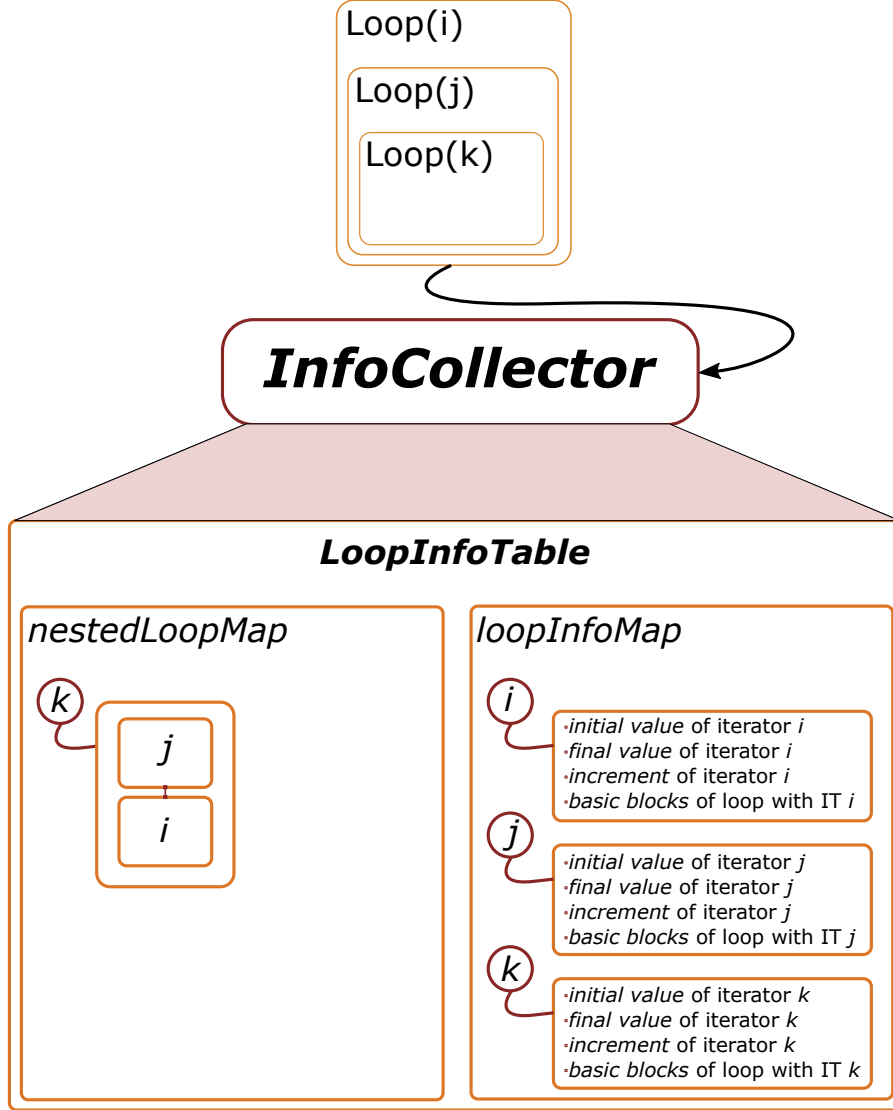 Loop(i)
Loop(j)
Loop(k)
InfoCollector
LoopInfoTable
nestedLoopMap
k
j
i
loopInfoMap
i
initial value of iterator i
final value of iterator i
increment of iterator i
basic blocks of loop with IT i
j
initial value of iterator j
final value of iterator j
increment of iterator j
basic blocks of loop with IT j
k
initial value of iterator k
final value of iterator k
increment of iterator k
basic blocks of loop with IT k